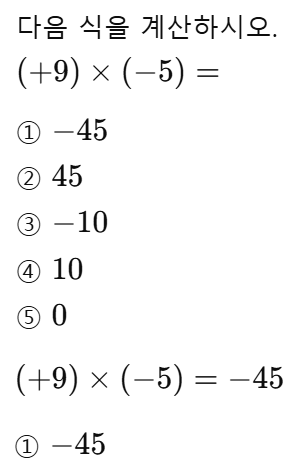 다음 식을 계산하시오.
(+9) × (−5) =
① −45
② 45
③ −10
④ 10
⑤ 0
(+9) × (−5) = −45
① −45